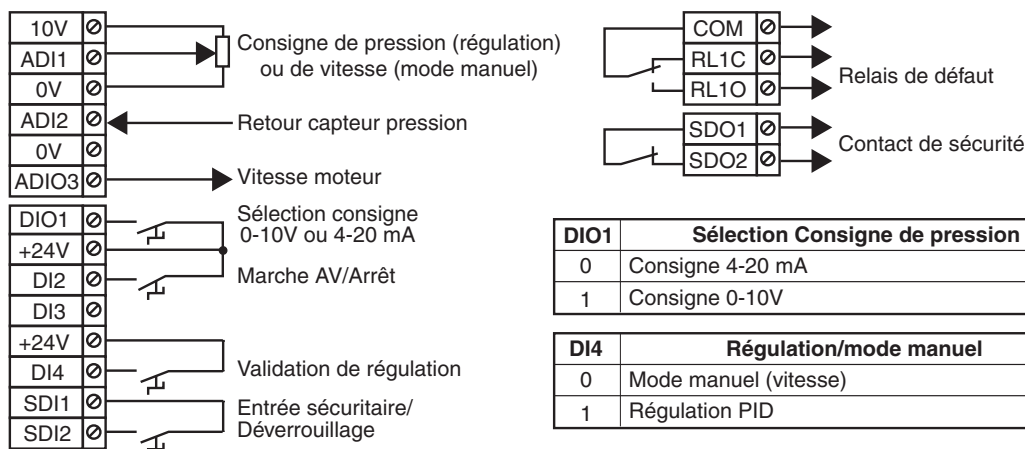 10V
ADI1
0V
ADI2
0V
ADIO3
DIO1
+24V
DI2
DI3
+24V
DI4
SDI1
SDI2
Consigne de pression (régulation)
ou de vitesse (mode manuel)
Retour capteur pression
Vitesse moteur
Sélection consigne
0-10V ou 4-20 mA
Marche AV/Arrêt
Validation de régulation
Entrée sécuritaire/
Déverrouillage
COM
RL1C
RL1O
Relais de défaut
SDO1
SDO2
Contact de sécurité
DIO1 Sélection Consigne de pression
0 Consigne 4-20 mA
1 Consigne 0-10V
DI4 Régulation/mode manuel
0 Mode manuel (vitesse)
1 Régulation PID